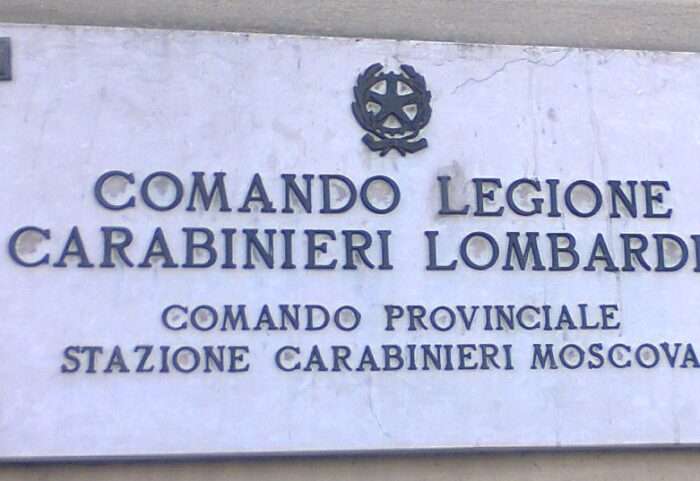 COMANDO LEGIONE
CARABINIERI LOMBARDI
COMANDO PROVINCIALE
STAZIONE CARABINIERI MOSCOVA